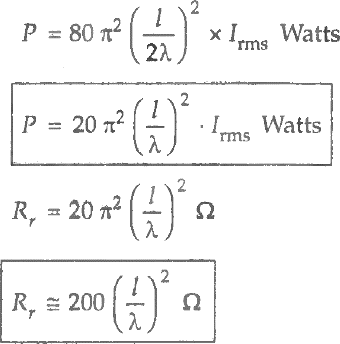 P = 80 π² (l / 2λ)² × I_rms Watts
P = 20 π² (l / λ)² · I_rms Watts
R_r = 20 π² (l / λ)² Ω
R_r ≅ 200 (l / λ)² Ω